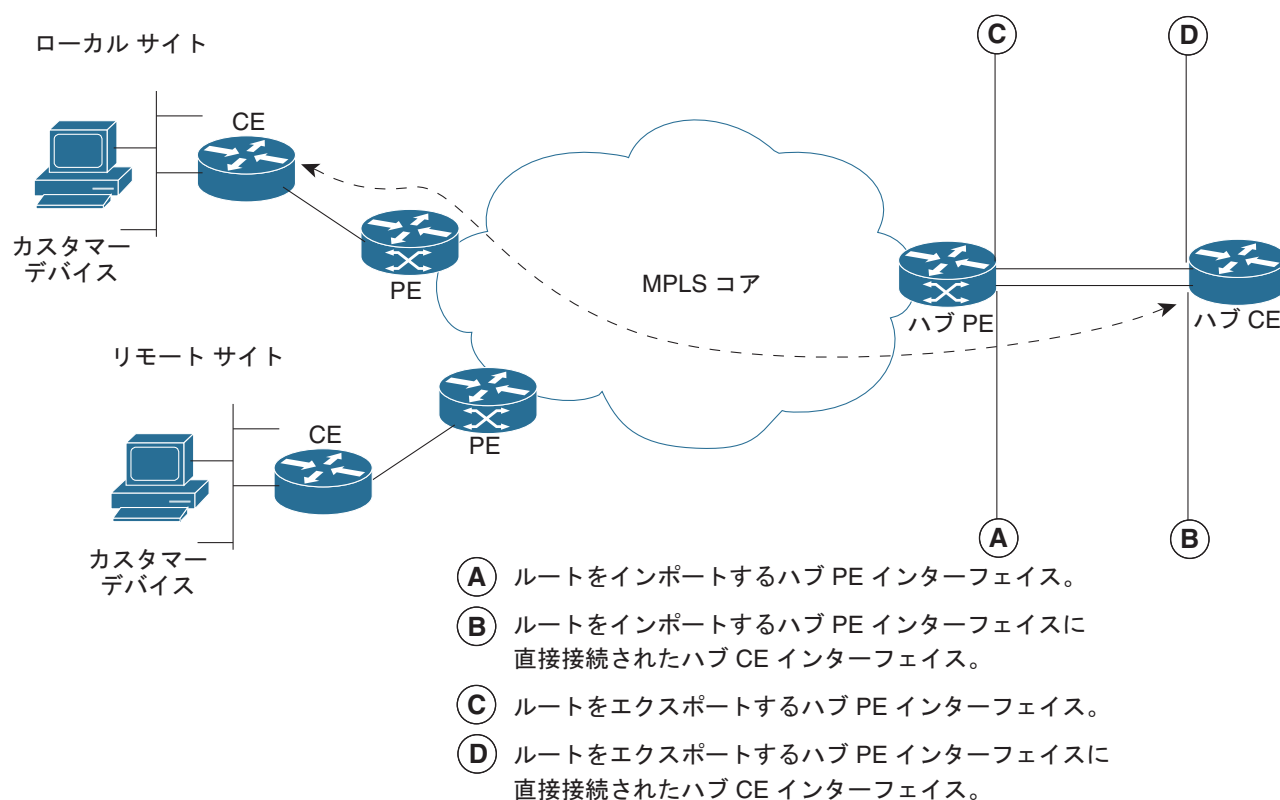 ローカル サイト
C
D
CE
カスタマー
デバイス
PE
MPLS コア
ハブ PE
ハブ CE
リモート サイト
CE
PE
カスタマー
デバイス
A
B
A ルートをインポートするハブ PE インターフェイス。
B ルートをインポートするハブ PE インターフェイスに
直接接続されたハブ CE インターフェイス。
C ルートをエクスポートするハブ PE インターフェイス。
D ルートをエクスポートするハブ PE インターフェイスに
直接接続されたハブ CE インターフェイス。